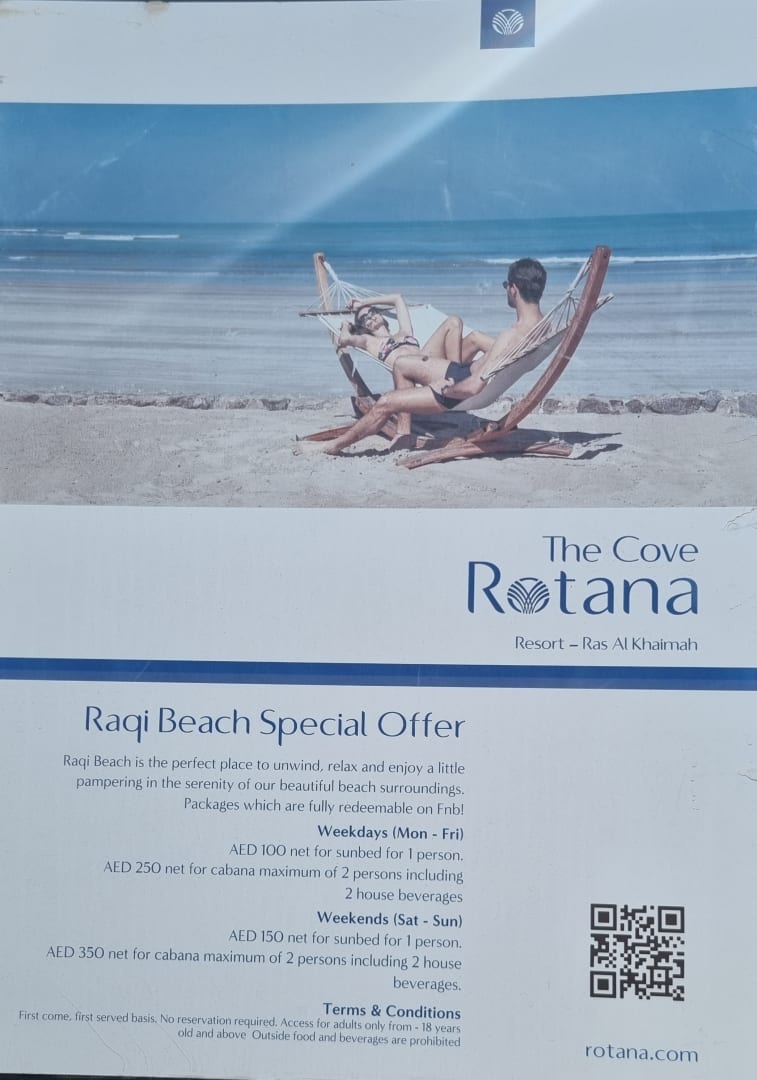 The Cove
Rotana
Resort – Ras Al Khaimah
Raqi Beach Special Offer
Raqi Beach is the perfect place to unwind, relax and enjoy a little
pampering in the serenity of our beautiful beach surroundings.
Packages which are fully redeemable on Fnb!
Weekdays (Mon - Fri)
AED 100 net for sunbed for 1 person.
AED 250 net for cabana maximum of 2 persons including
2 house beverages
Weekends (Sat - Sun)
AED 150 net for sunbed for 1 person.
AED 350 net for cabana maximum of 2 persons including 2 house
beverages.
Terms & Conditions
First come, first served basis. No reservation required. Access for adults only from - 18 years
old and above Outside food and beverages are prohibited
rotana.com